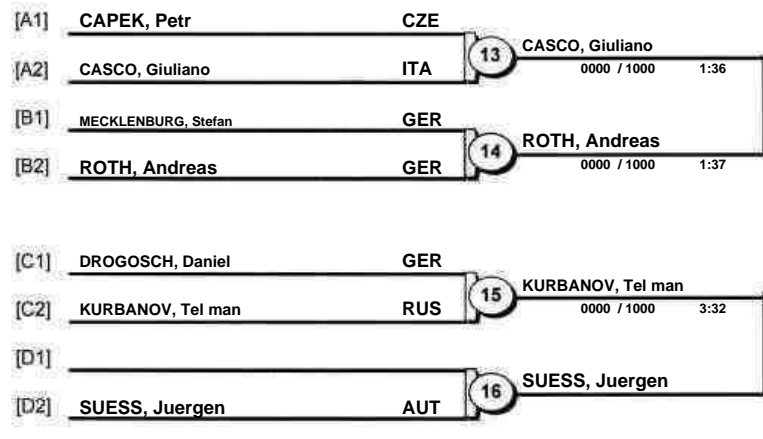 [A1] CAPEK, Petr CZE
13 CASCO, Giuliano
[A2] CASCO, Giuliano ITA
0000 / 1000 1:36
[B1] MECKLENBURG, Stefan GER
14 ROTH, Andreas
[B2] ROTH, Andreas GER
0000 / 1000 1:37
[C1] DROGOSCH, Daniel GER
15 KURBANOV, Tel man
[C2] KURBANOV, Tel man RUS
0000 / 1000 3:32
[D1]
16 SUESS, Juergen
[D2] SUESS, Juergen AUT